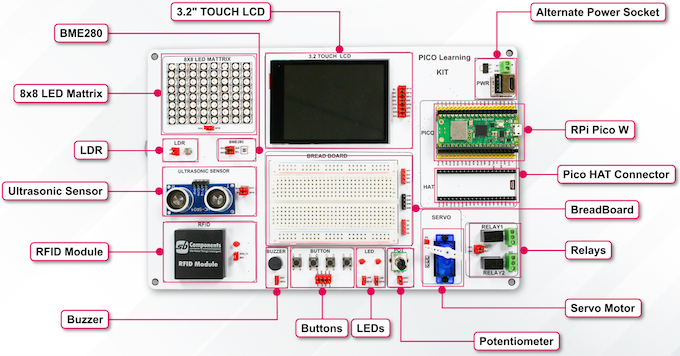 3.2" TOUCH LCD
Alternate Power Socket
BME280
8x8 LED Mattrix
LDR
Ultrasonic Sensor
RFID Module
Buzzer
Buttons
LEDs
Potentiometer
Servo Motor
Relays
BreadBoard
Pico HAT Connector
RPi Pico W
8X8 LED MATTRIX
3.2 TOUCH LCD
PICO Learning
KIT
PWR
LDR
BME280
PICO
BREAD BOARD
ULTRASONIC SENSOR
HAT
RFID
SERVO
RELAY1
RELAY2
sb Components
RFID Module
BUZZER
BUTTON
LED
POT